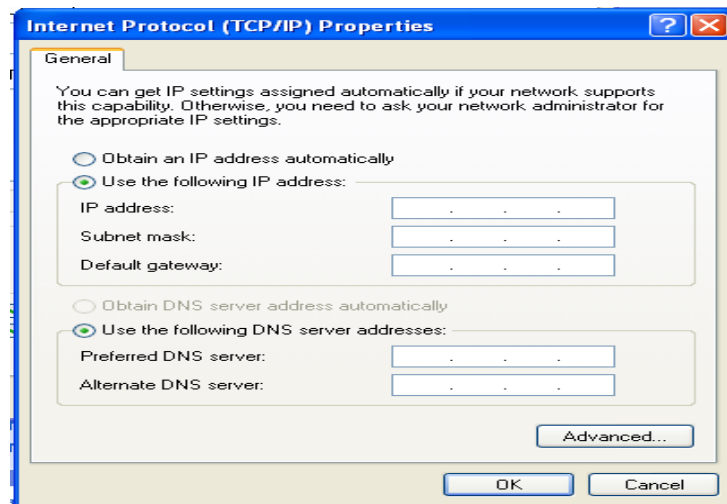 Internet Protocol (TCP/IP) Properties
General
You can get IP settings assigned automatically if your network supports
this capability. Otherwise, you need to ask your network administrator for
the appropriate IP settings.
Obtain an IP address automatically
Use the following IP address:
IP address:
Subnet mask:
Default gateway:
Obtain DNS server address automatically
Use the following DNS server addresses:
Preferred DNS server:
Alternate DNS server:
Advanced...
OK Cancel